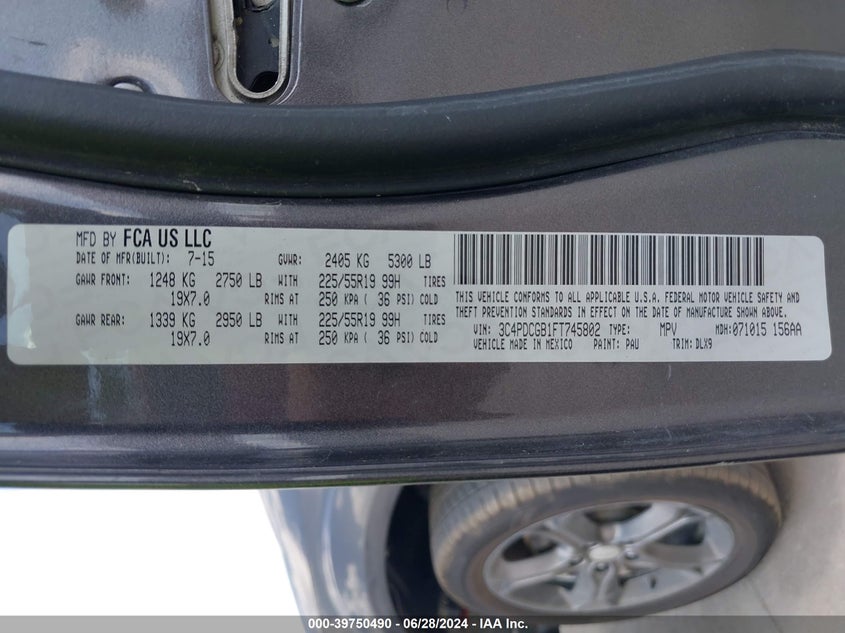 MFD BY FCA US LLC
DATE OF MFR(BUILT): 7-15 GVWR: 2405 KG 5300 LB
GAWR FRONT: 1248 KG 2750 LB WITH 225/55R19 99H TIRES
19X7.0 RIMS AT 250 KPA ( 36 PSI) COLD
GAWR REAR: 1339 KG 2950 LB WITH 225/55R19 99H TIRES
19X7.0 RIMS AT 250 KPA ( 36 PSI) COLD
THIS VEHICLE CONFORMS TO ALL APPLICABLE U.S.A. FEDERAL MOTOR VEHICLE SAFETY AND
THEFT PREVENTION STANDARDS IN EFFECT ON THE DATE OF MANUFACTURE SHOWN ABOVE.
VIN: 3C4PDCGB1FT745802 TYPE: MPV MDH:071015 156AA
VEHICLE MADE IN MEXICO PAINT: PAU TRIM: DLX9
000-39750490 - 06/28/2024 - IAA Inc.